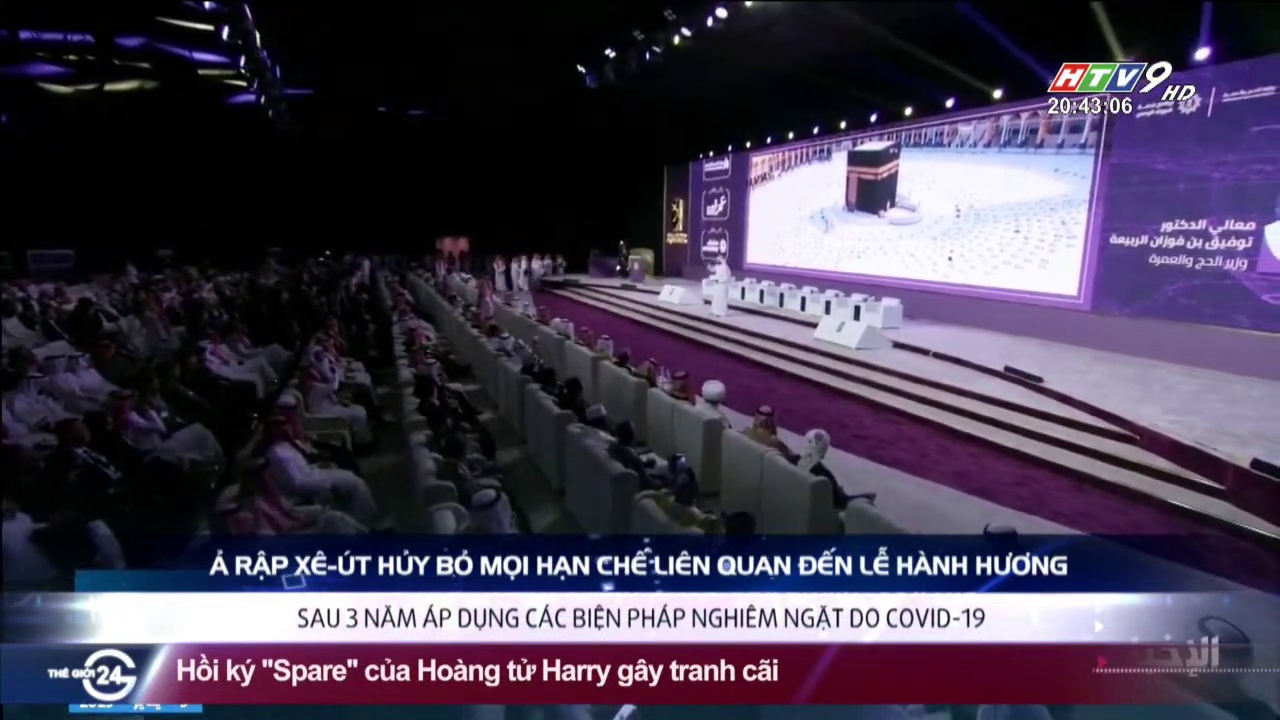 HTV9 HD
20:43:06
معالي الدكتور
توفيق بن فوزان الربيعة
وزير الحج والعمرة
Ả RẬP XÊ-ÚT HỦY BỎ MỌI HẠN CHẾ LIÊN QUAN ĐẾN LỄ HÀNH HƯƠNG
SAU 3 NĂM ÁP DỤNG CÁC BIỆN PHÁP NGHIÊM NGẶT DO COVID-19
THẾ GIỚI 24G
Hồi ký "Spare" của Hoàng tử Harry gây tranh cãi